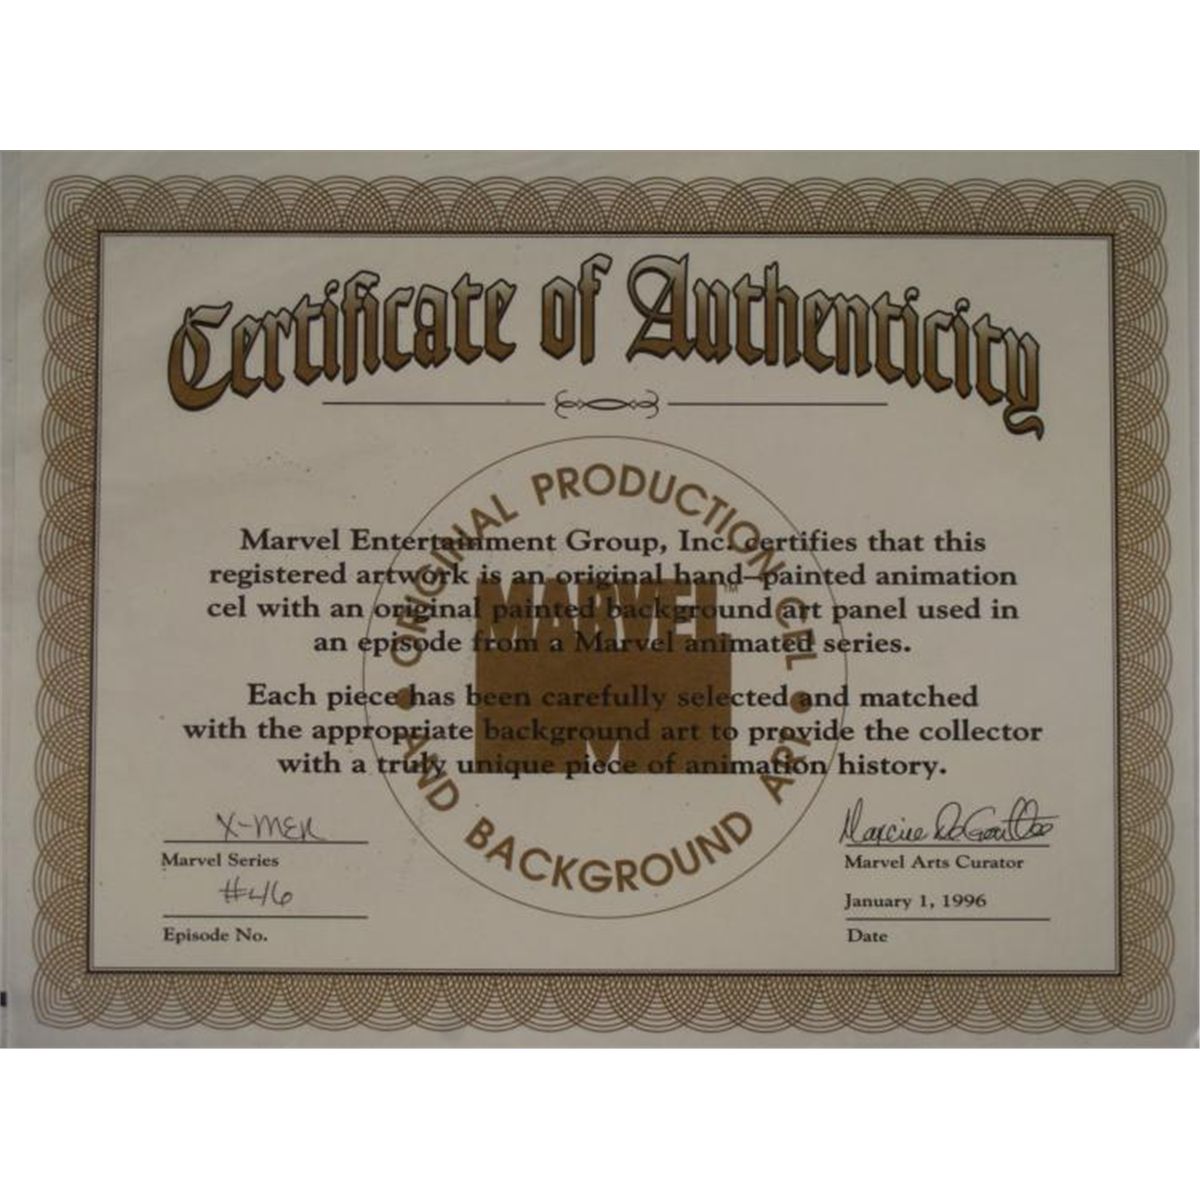 Certificate of Authenticity
ORIGINAL PRODUCTION CEL
AND BACKGROUND ART
MARVEL™
Marvel Entertainment Group, Inc. certifies that this
registered artwork is an original hand–painted animation
cel with an original painted background art panel used in
an episode from a Marvel animated series.
Each piece has been carefully selected and matched
with the appropriate background art to provide the collector
with a truly unique piece of animation history.
X-MEN
Marvel Series
#46
Episode No.
Marvel Arts Curator
January 1, 1996
Date